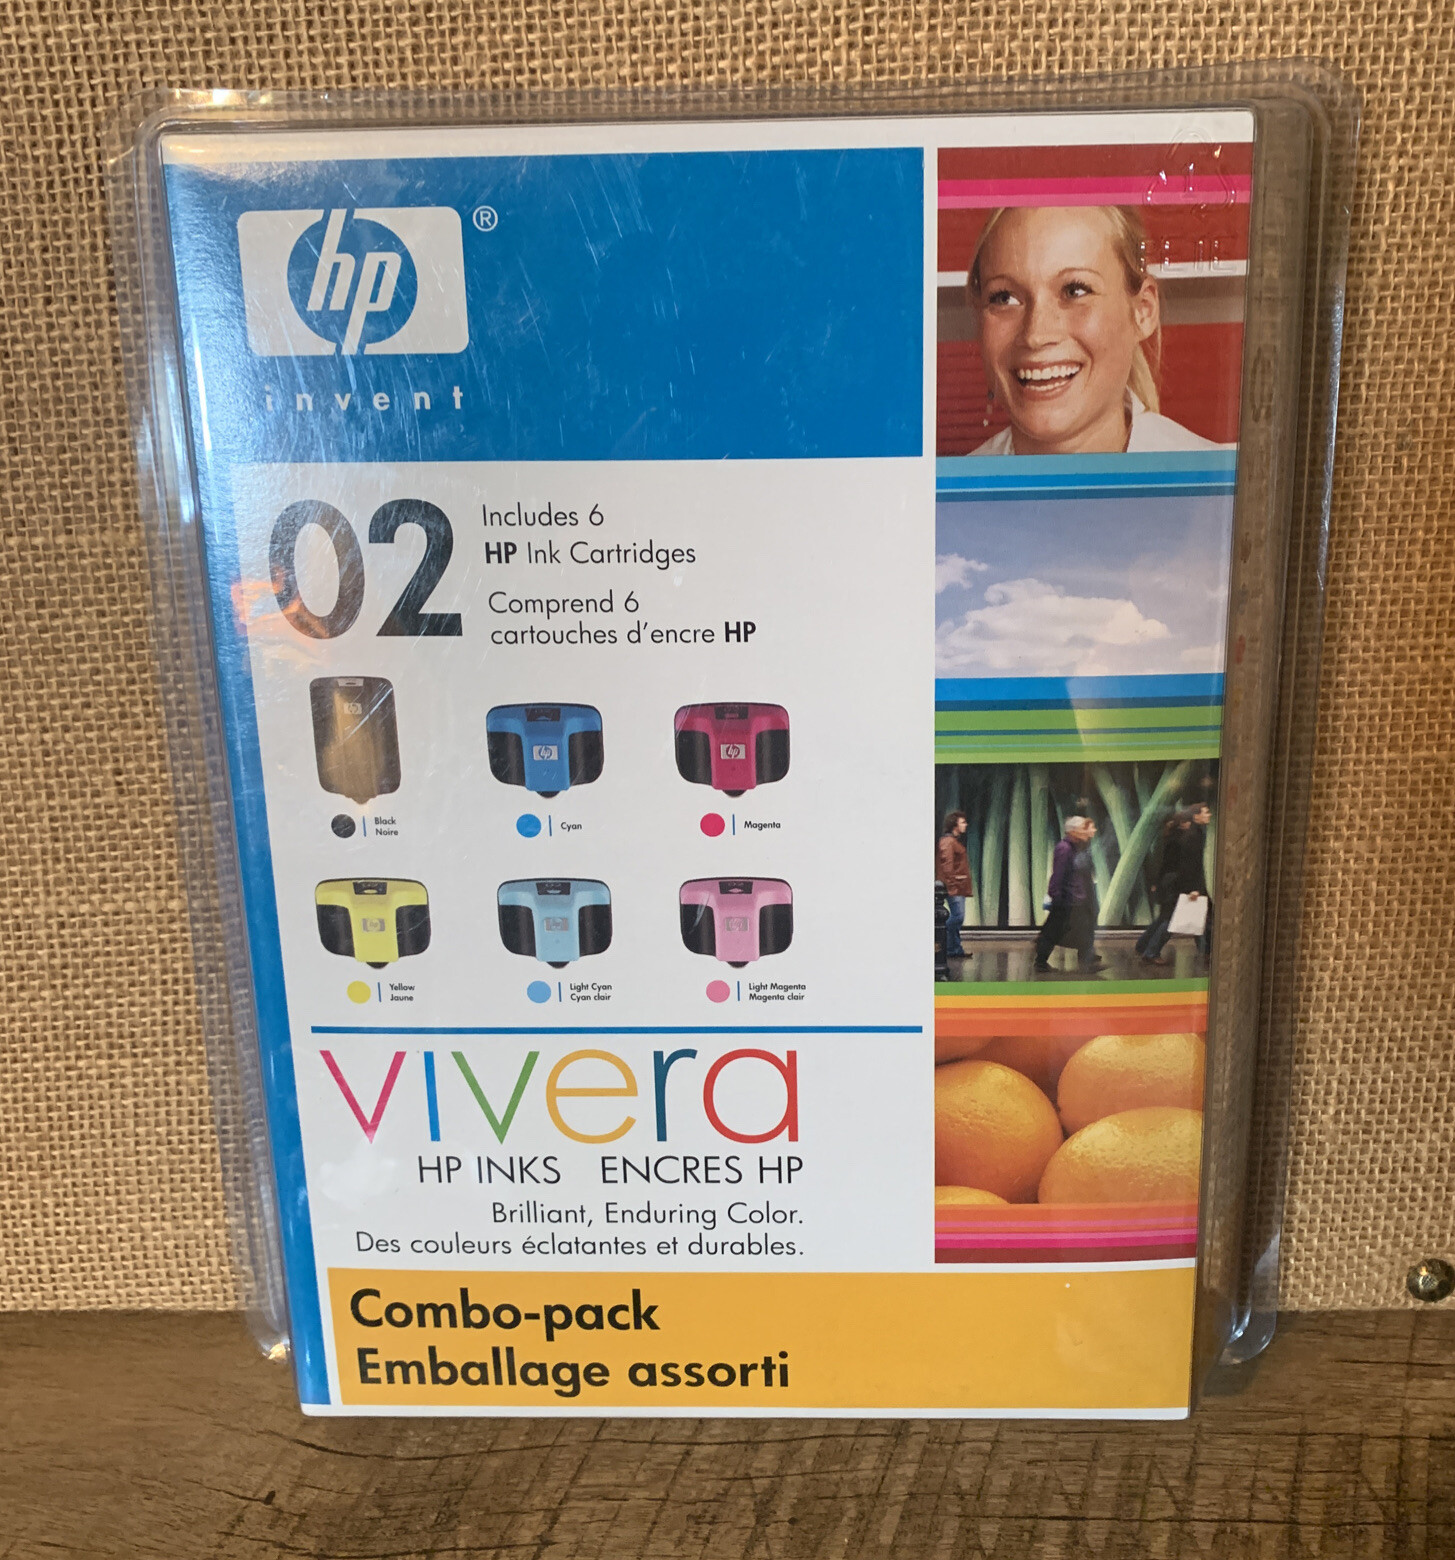 hp ®
invent
02
Includes 6
HP Ink Cartridges
Comprend 6
cartouches d'encre HP
Black
Noire
Cyan
Magenta
Yellow
Jaune
Light Cyan
Cyan clair
Light Magenta
Magenta clair
vivera
HP INKS ENCRES HP
Brilliant, Enduring Color.
Des couleurs éclatantes et durables.
Combo-pack
Emballage assorti